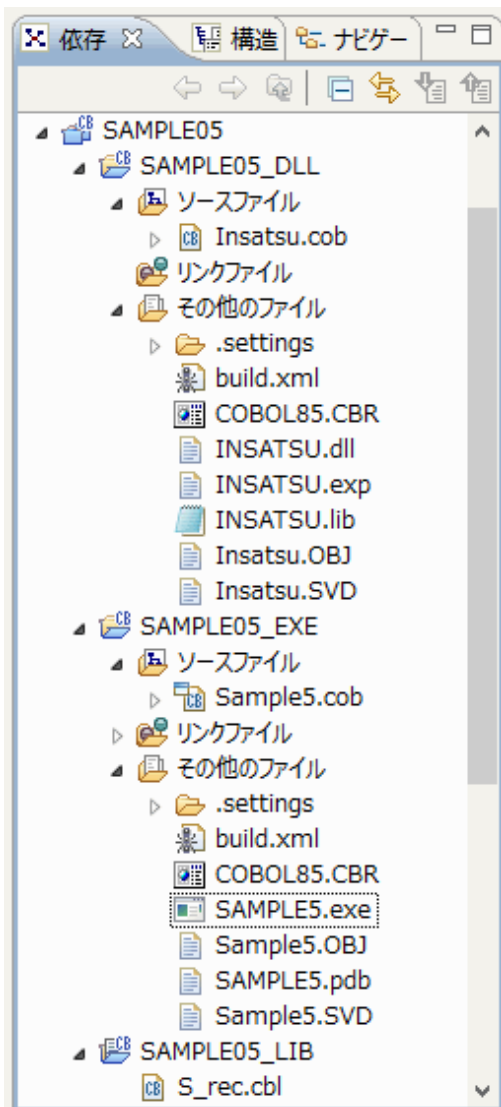 依存 構造 ナビゲー
SAMPLE05
SAMPLE05_DLL
ソースファイル
Insatsu.cob
リンクファイル
その他のファイル
.settings
build.xml
COBOL85.CBR
INSATSU.dll
INSATSU.exp
INSATSU.lib
Insatsu.OBJ
Insatsu.SVD
SAMPLE05_EXE
ソースファイル
Sample5.cob
リンクファイル
その他のファイル
.settings
build.xml
COBOL85.CBR
SAMPLE5.exe
Sample5.OBJ
SAMPLE5.pdb
Sample5.SVD
SAMPLE05_LIB
S_rec.cbl